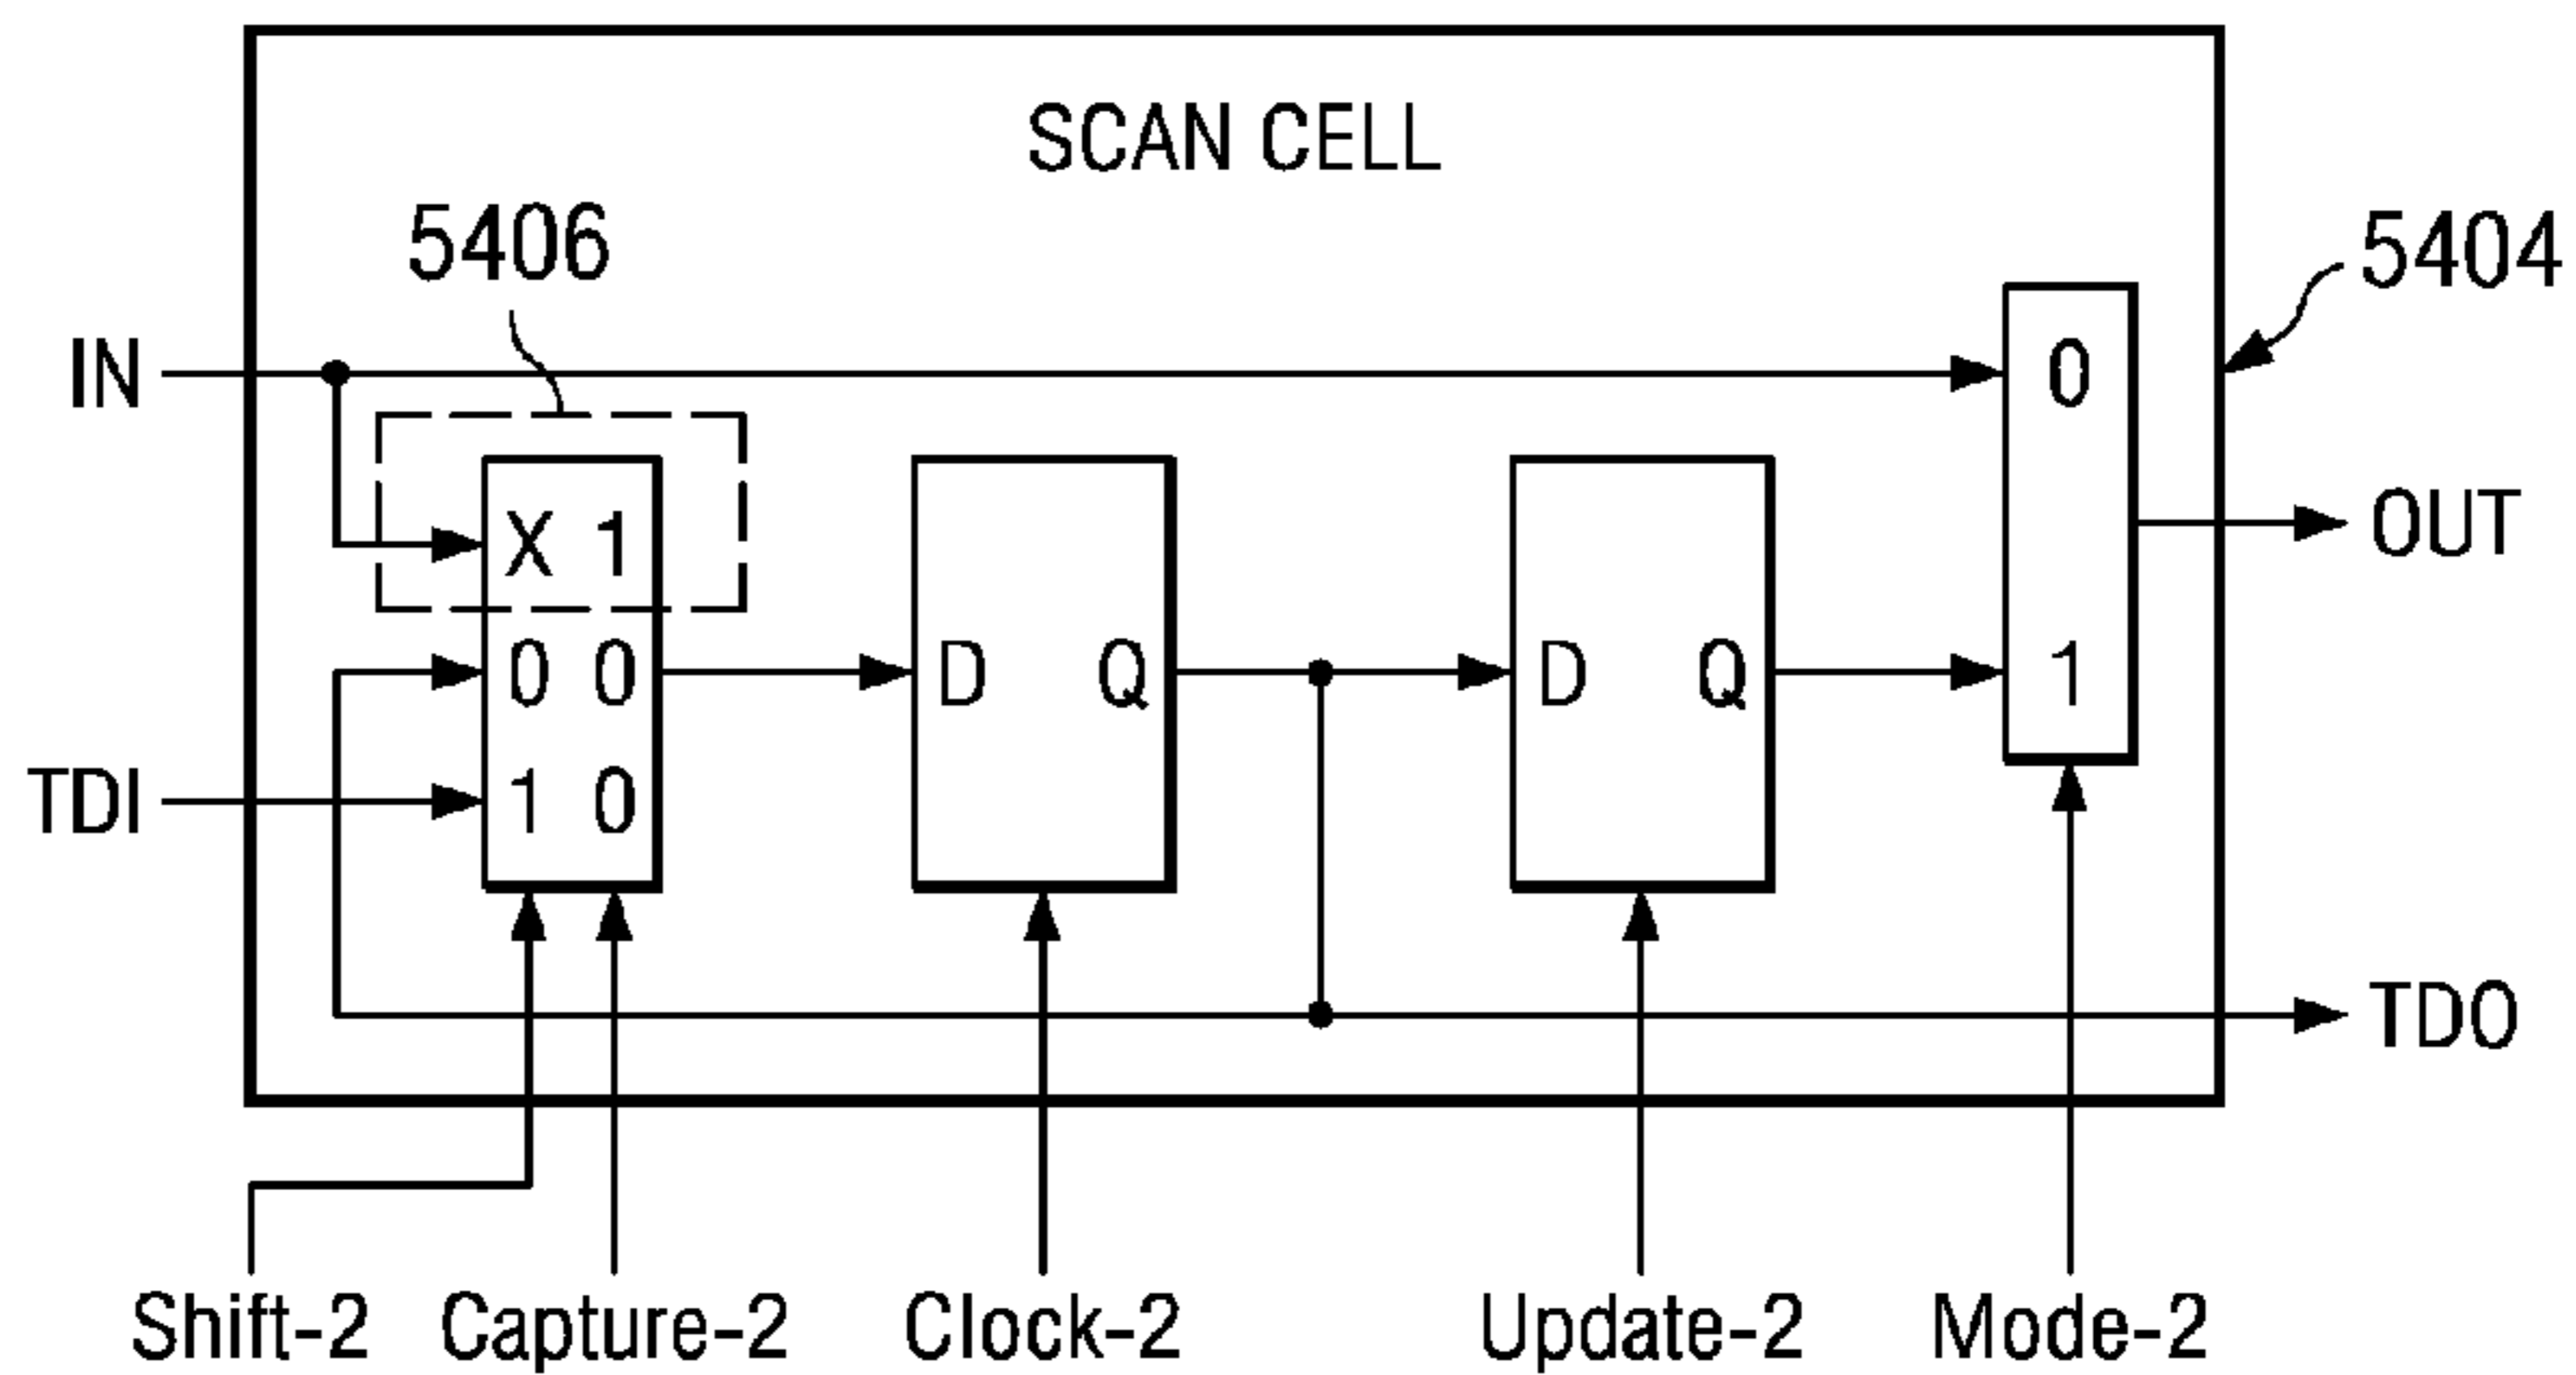 SCAN CELL
5406
5404
IN
0
X 1
OUT
0 0
D Q
D Q
1
TDI
1 0
TDO
Shift-2 Capture-2 Clock-2 Update-2 Mode-2